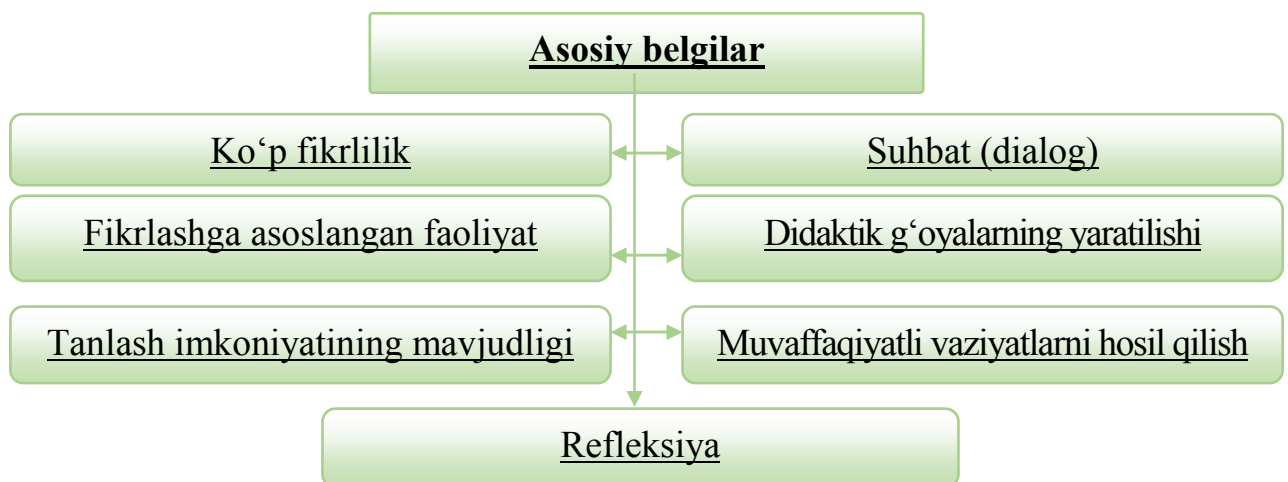 Asosiy belgilar
Ko‘p fikrlilik
Suhbat (dialog)
Fikrlashga asoslangan faoliyat
Didaktik g‘oyalarning yaratilishi
Tanlash imkoniyatining mavjudligi
Muvaffaqiyatli vaziyatlarni hosil qilish
Refleksiya